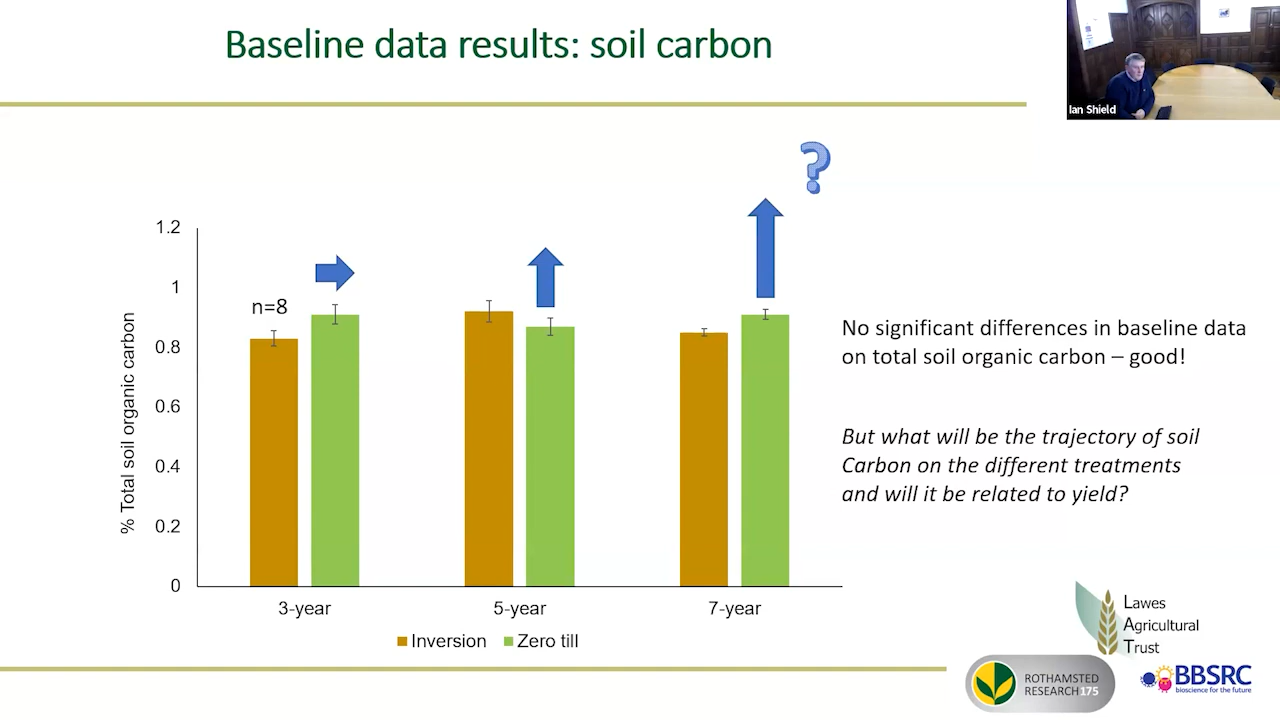 Baseline data results: soil carbon
Ian Shield
?
% Total soil organic carbon
1.2
1
0.8
0.6
0.4
0.2
0
n=8
3-year
5-year
7-year
Inversion
Zero till
No significant differences in baseline data
on total soil organic carbon – good!
But what will be the trajectory of soil
Carbon on the different treatments
and will it be related to yield?
Lawes
Agricultural
Trust
ROTHAMSTED
RESEARCH 175
BBSRC
bioscience for the future